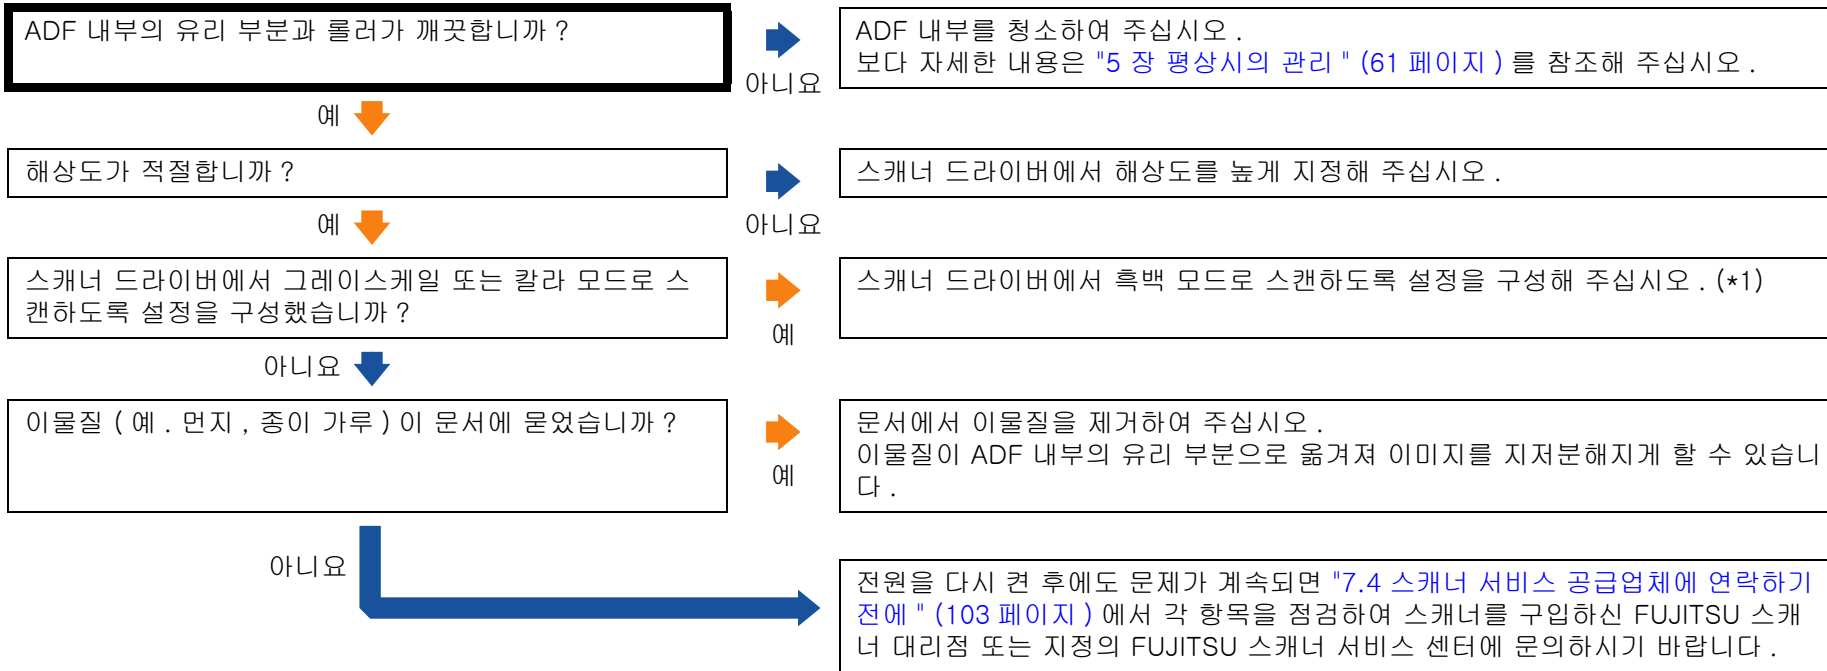 ADF 내부의 유리 부분과 롤러가 깨끗합니까 ?
아니요
ADF 내부를 청소하여 주십시오 .
보다 자세한 내용은 "5 장 평상시의 관리 " (61 페이지 ) 를 참조해 주십시오 .
예
해상도가 적절합니까 ?
아니요
스캐너 드라이버에서 해상도를 높게 지정해 주십시오 .
예
스캐너 드라이버에서 그레이스케일 또는 칼라 모드로 스
캔하도록 설정을 구성했습니까 ?
예
스캐너 드라이버에서 흑백 모드로 스캔하도록 설정을 구성해 주십시오 . (*1)
아니요
이물질 ( 예 . 먼지 , 종이 가루 ) 이 문서에 묻었습니까 ?
예
문서에서 이물질을 제거하여 주십시오 .
이물질이 ADF 내부의 유리 부분으로 옮겨져 이미지를 지저분해지게 할 수 있습니
다 .
아니요
전원을 다시 켠 후에도 문제가 계속되면 "7.4 스캐너 서비스 공급업체에 연락하기
전에 " (103 페이지 ) 에서 각 항목을 점검하여 스캐너를 구입하신 FUJITSU 스캐
너 대리점 또는 지정의 FUJITSU 스캐너 서비스 센터에 문의하시기 바랍니다 .